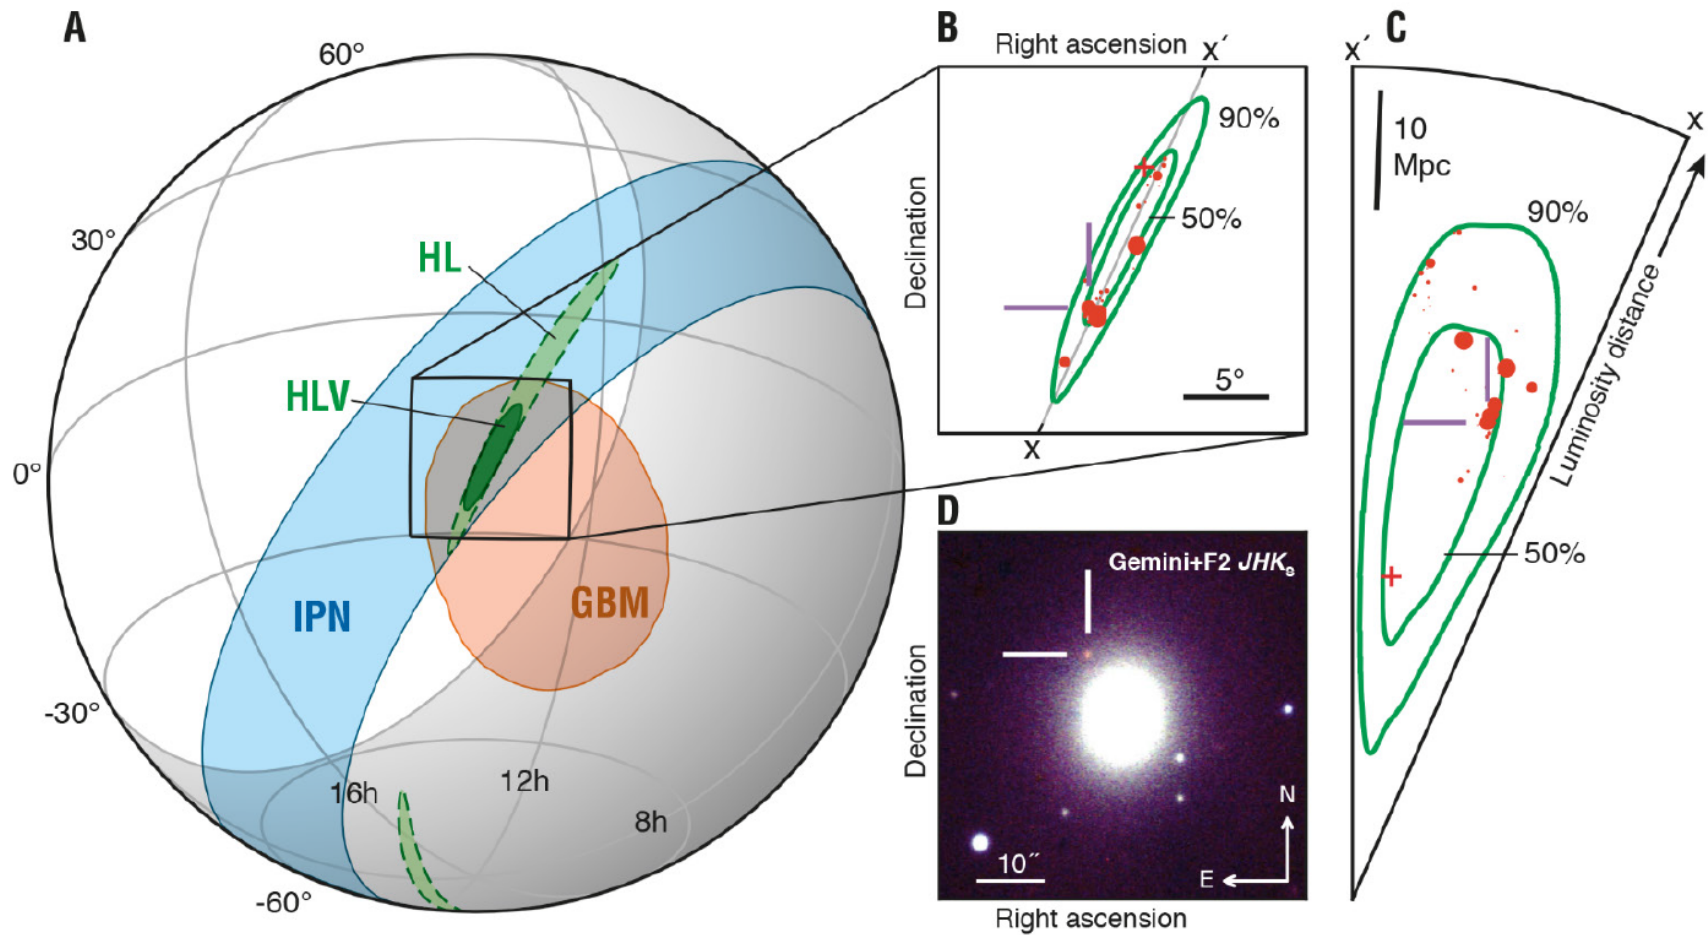 A
60°
30°
0°
-30°
-60°
HL
HLV
IPN
GBM
16h
12h
8h
B
Right ascension
x´
90%
50%
Declination
5°
x
C
x´
x
10
Mpc
90%
50%
Luminosity distance
D
Gemini+F2 JHKs
Declination
10˝
N
E
Right ascension